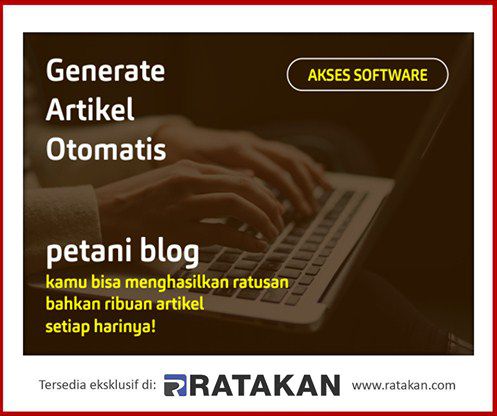 Generate
Artikel
Otomatis
AKSES SOFTWARE
petani blog
kamu bisa menghasilkan ratusan
bahkan ribuan artikel
setiap harinya!
Tersedia eksklusif di: RATAKAN www.ratakan.com